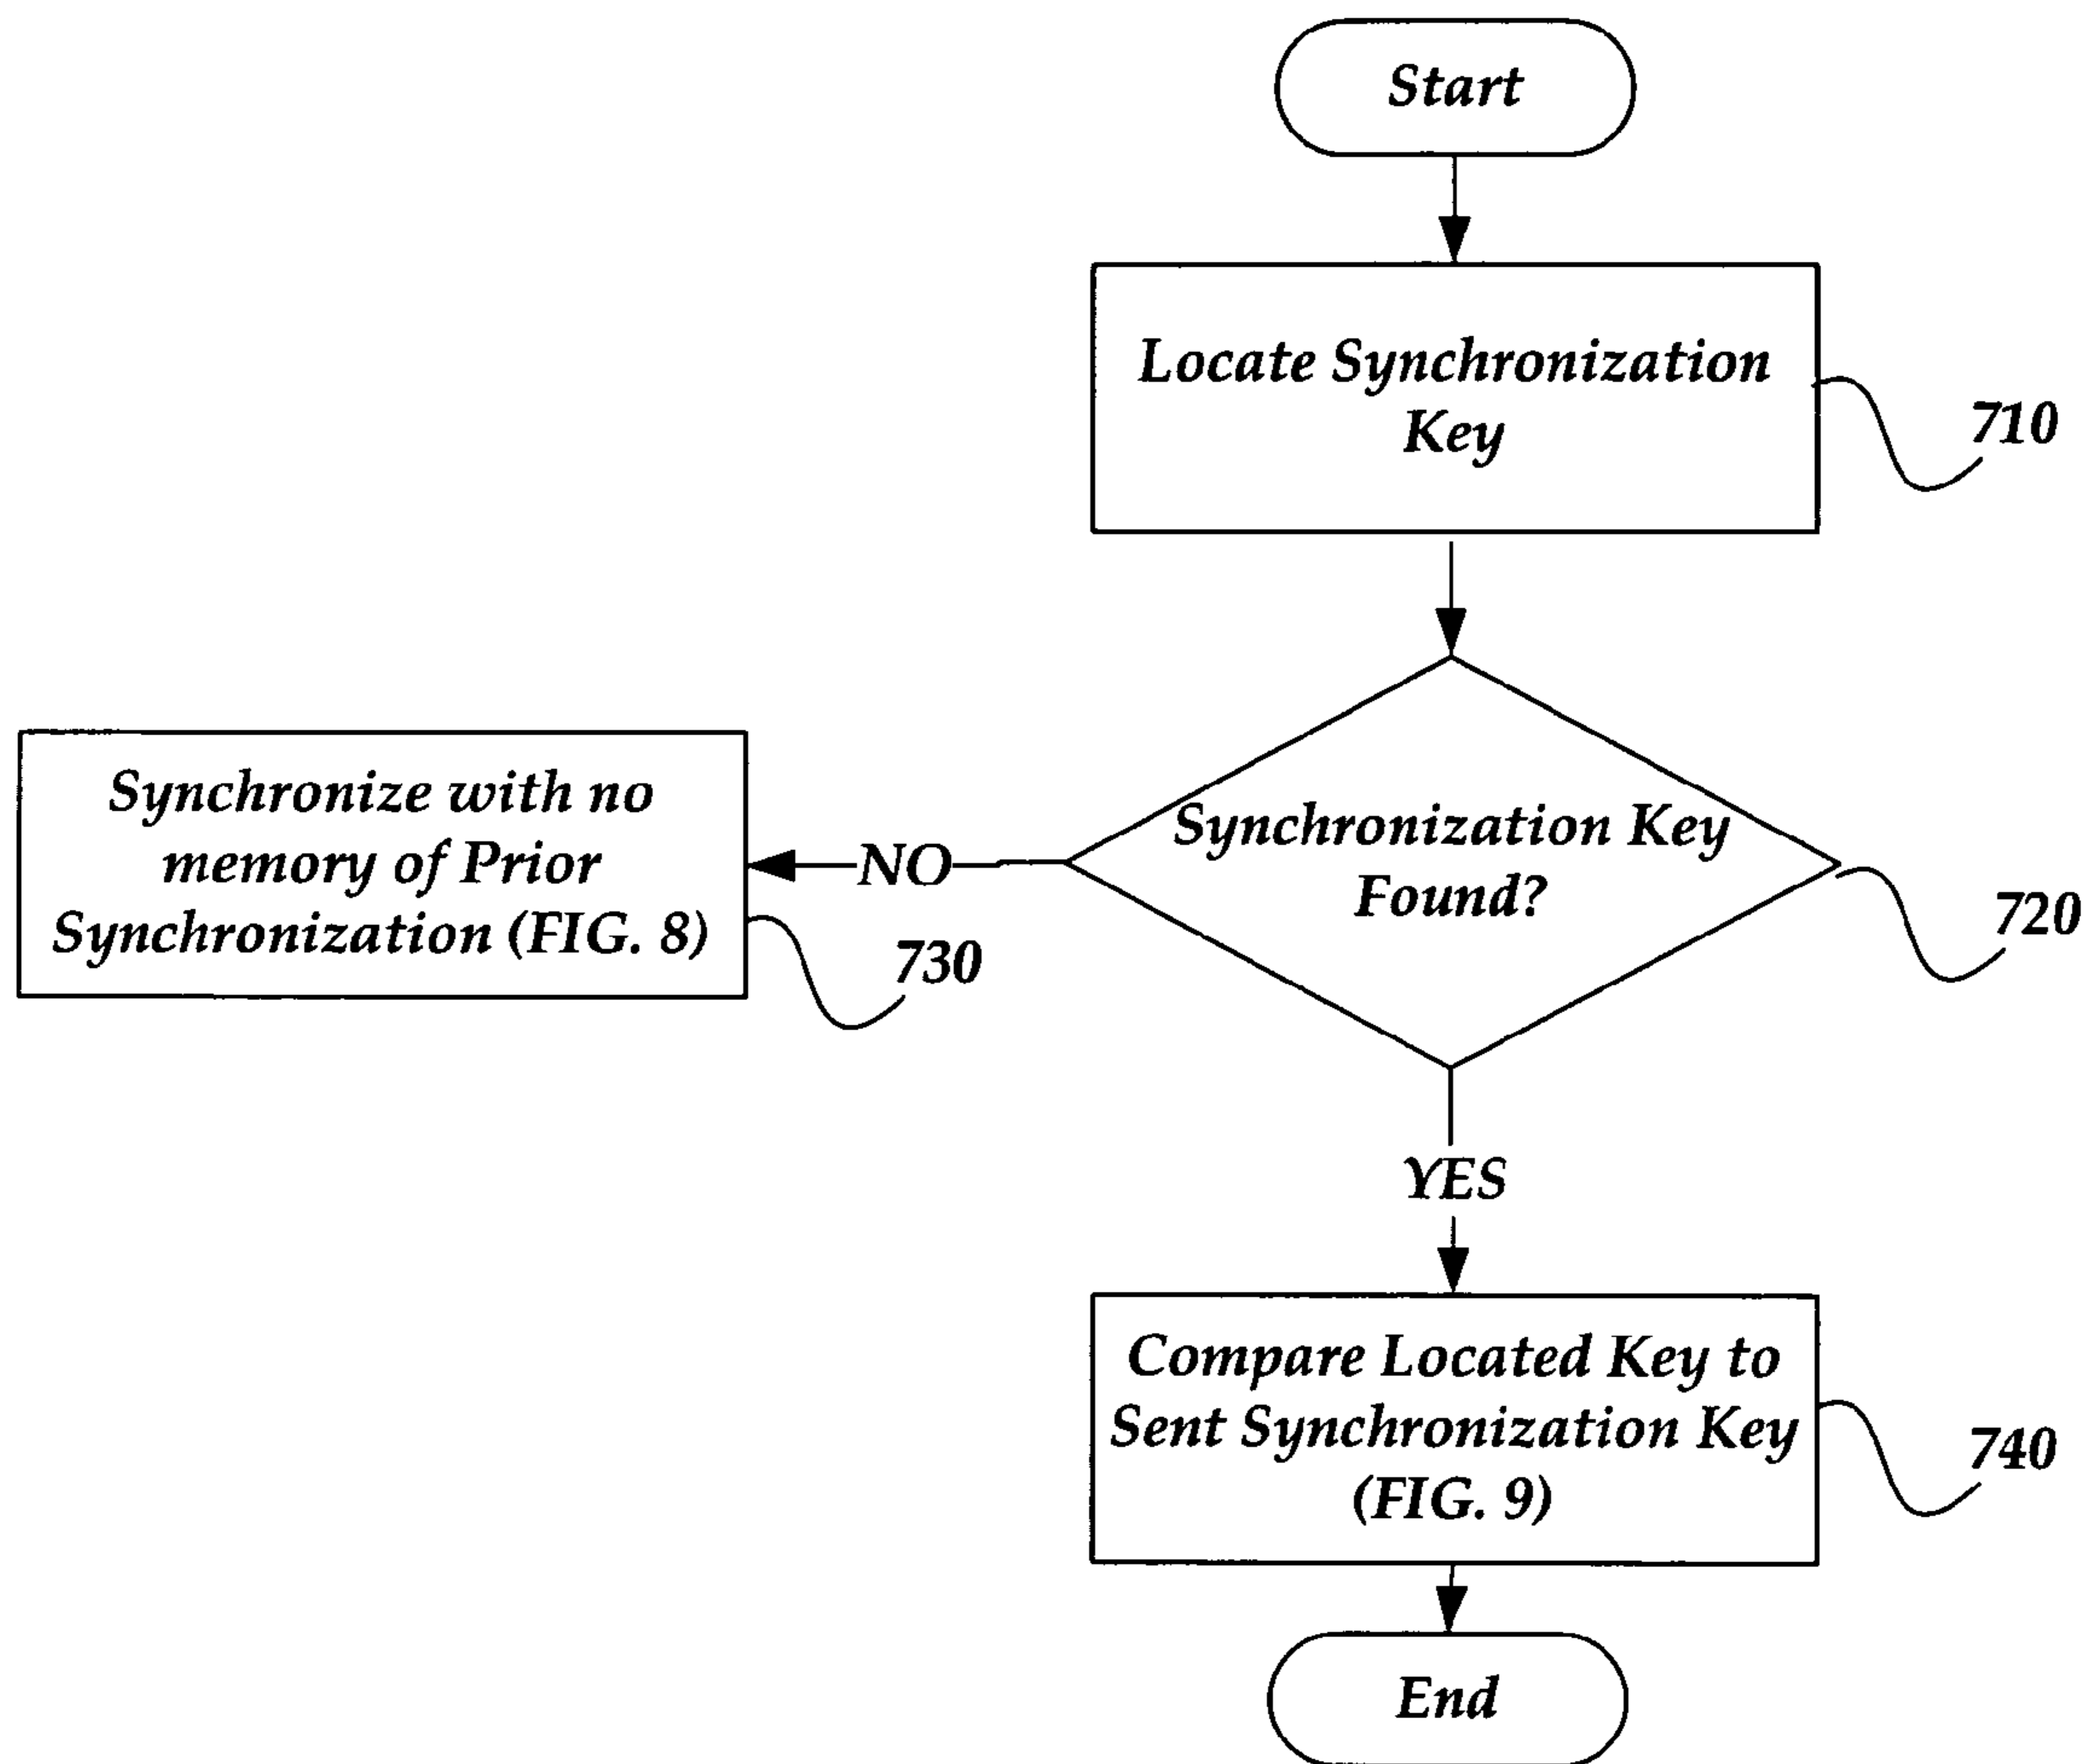 Start
Locate Synchronization
Key
710
Synchronization Key
Found?
720
NO
Synchronize with no
memory of Prior
Synchronization (FIG. 8)
730
YES
Compare Located Key to
Sent Synchronization Key
(FIG. 9)
740
End